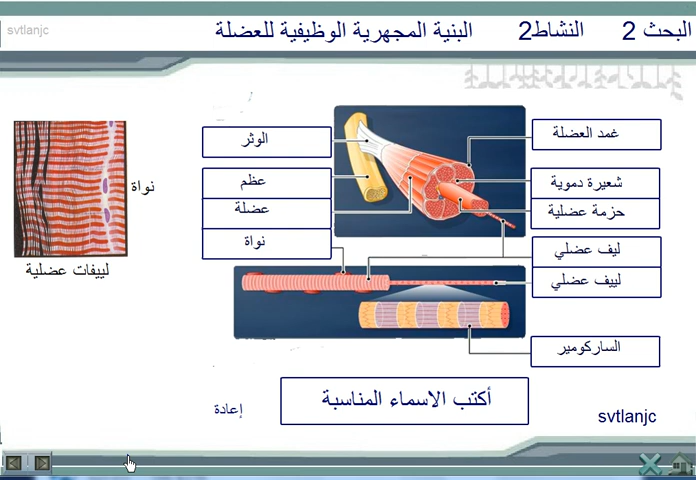 البحث 2 النشاط2 البنية المجهرية الوظيفية للعضلة
svtlanjc
غمد العضلة
الوثر
شعيرة دموية
عظم
نواة
حزمة عضلية
عضلة
نواة
ليف عضلي
لييفات عضلية
لييف عضلي
الساركومير
أكتب الاسماء المناسبة
إعادة
svtlanjc